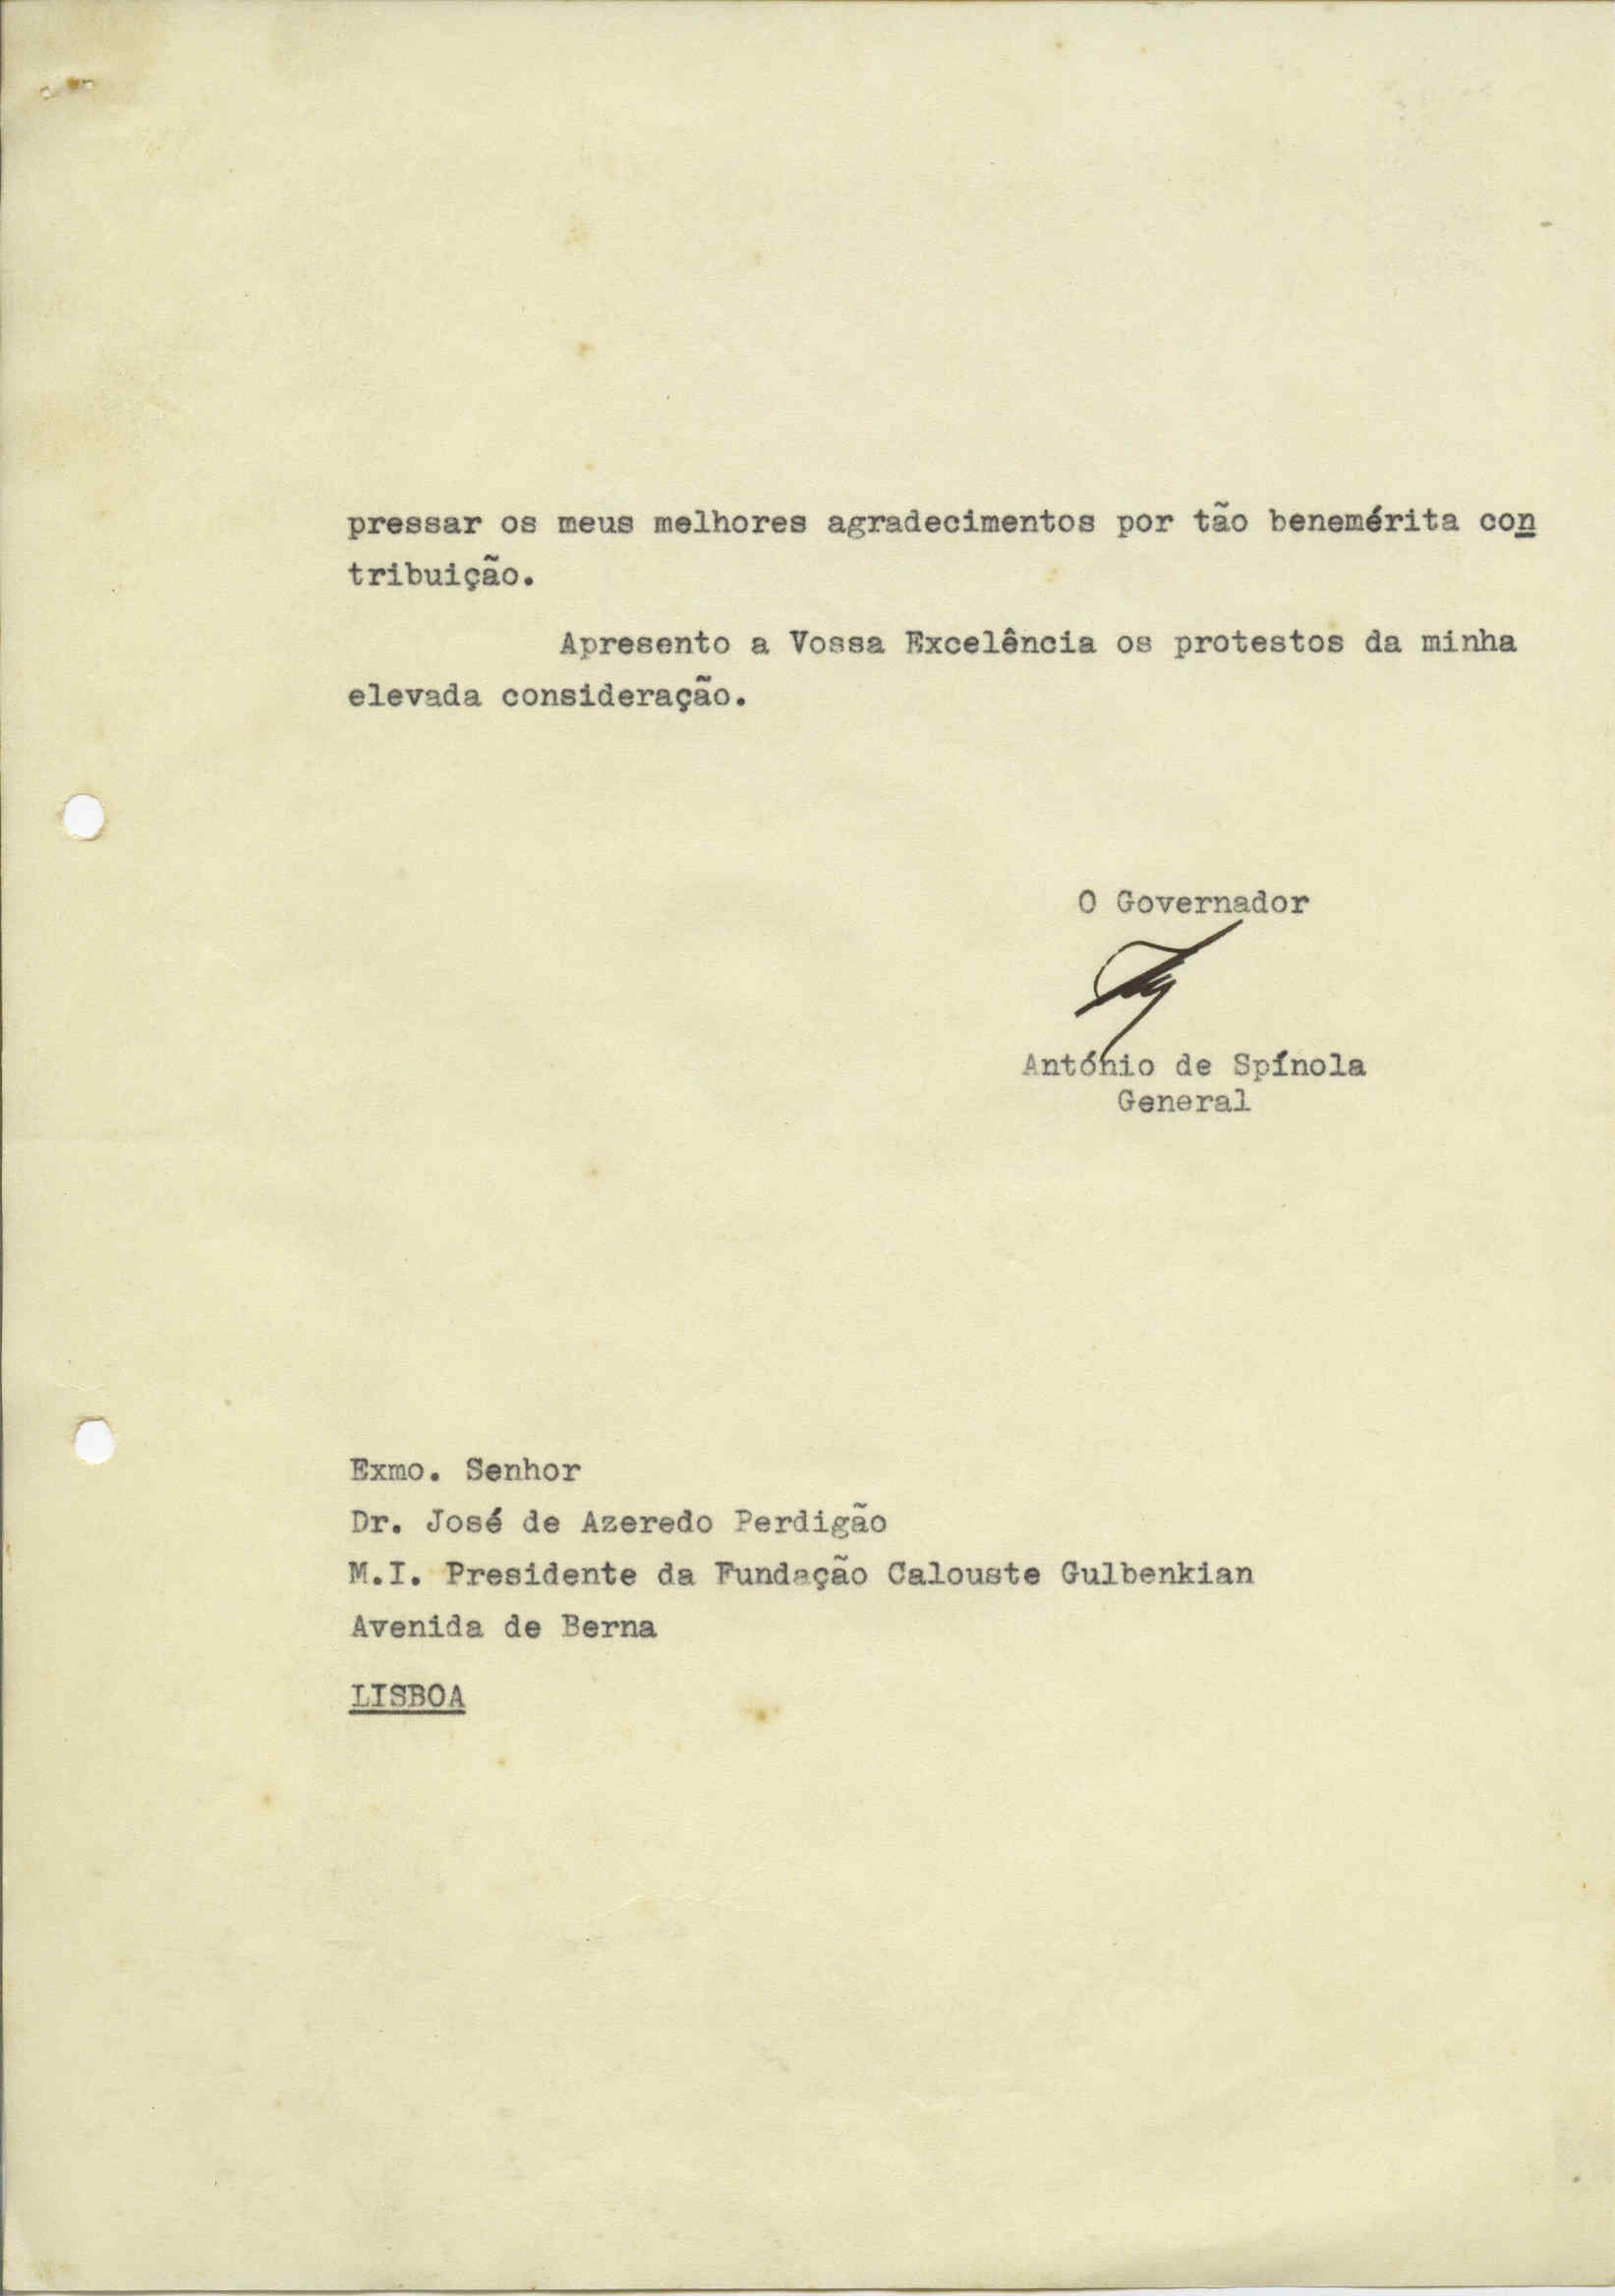 pressar os meus melhores agradecimentos por tão benemérita con
tribuição.
Apresento a Vossa Excelência os protestos da minha
elevada consideração.
O Governador
António de Spínola
General
Exmo. Senhor
Dr. José de Azeredo Perdigão
M.I. Presidente da Fundação Calouste Gulbenkian
Avenida de Berna
LISBOA